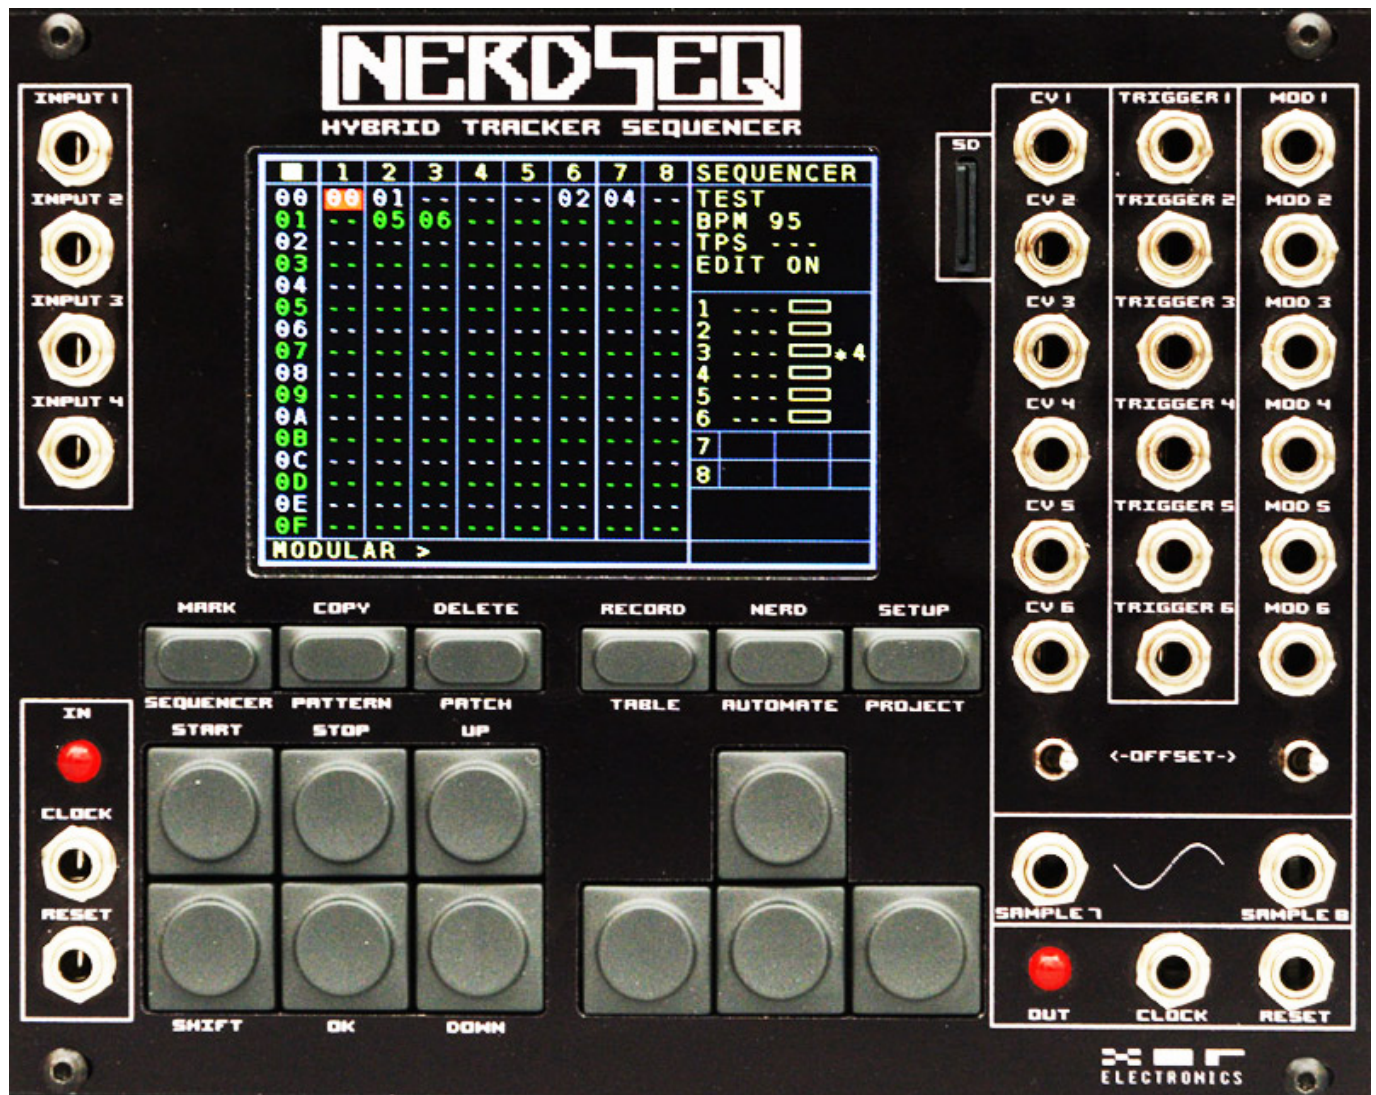 NERDSEQ
HYBRID TRACKER SEQUENCER
INPUT 1
INPUT 2
INPUT 3
INPUT 4
1 2 3 4 5 6 7 8 SEQUENCER
00 00 01 -- -- -- 02 04 -- TEST
01 -- 05 06 -- -- -- -- -- BPM 95
02 -- -- -- -- -- -- -- -- TPS ---
03 -- -- -- -- -- -- -- -- EDIT ON
04 -- -- -- -- -- -- -- --
05 -- -- -- -- -- -- -- -- 1 ---
06 -- -- -- -- -- -- -- -- 2 ---
07 -- -- -- -- -- -- -- -- 3 --- *4
08 -- -- -- -- -- -- -- -- 4 ---
09 -- -- -- -- -- -- -- -- 5 ---
0A -- -- -- -- -- -- -- -- 6 ---
0B -- -- -- -- -- -- -- -- 7
0C -- -- -- -- -- -- -- --
0D -- -- -- -- -- -- -- -- 8
0E -- -- -- -- -- -- -- --
0F -- -- -- -- -- -- -- --
MODULAR >
SD
CV 1 TRIGGER 1 MOD 1
CV 2 TRIGGER 2 MOD 2
CV 3 TRIGGER 3 MOD 3
CV 4 TRIGGER 4 MOD 4
CV 5 TRIGGER 5 MOD 5
CV 6 TRIGGER 6 MOD 6
<-OFFSET->
MARK COPY DELETE RECORD NERD SETUP
SEQUENCER PATTERN PATCH TABLE AUTOMATE PROJECT
START STOP UP
SHIFT OK DOWN
IN
CLOCK
RESET
SAMPLE 7 SAMPLE 8
OUT CLOCK RESET
XOR
ELECTRONICS